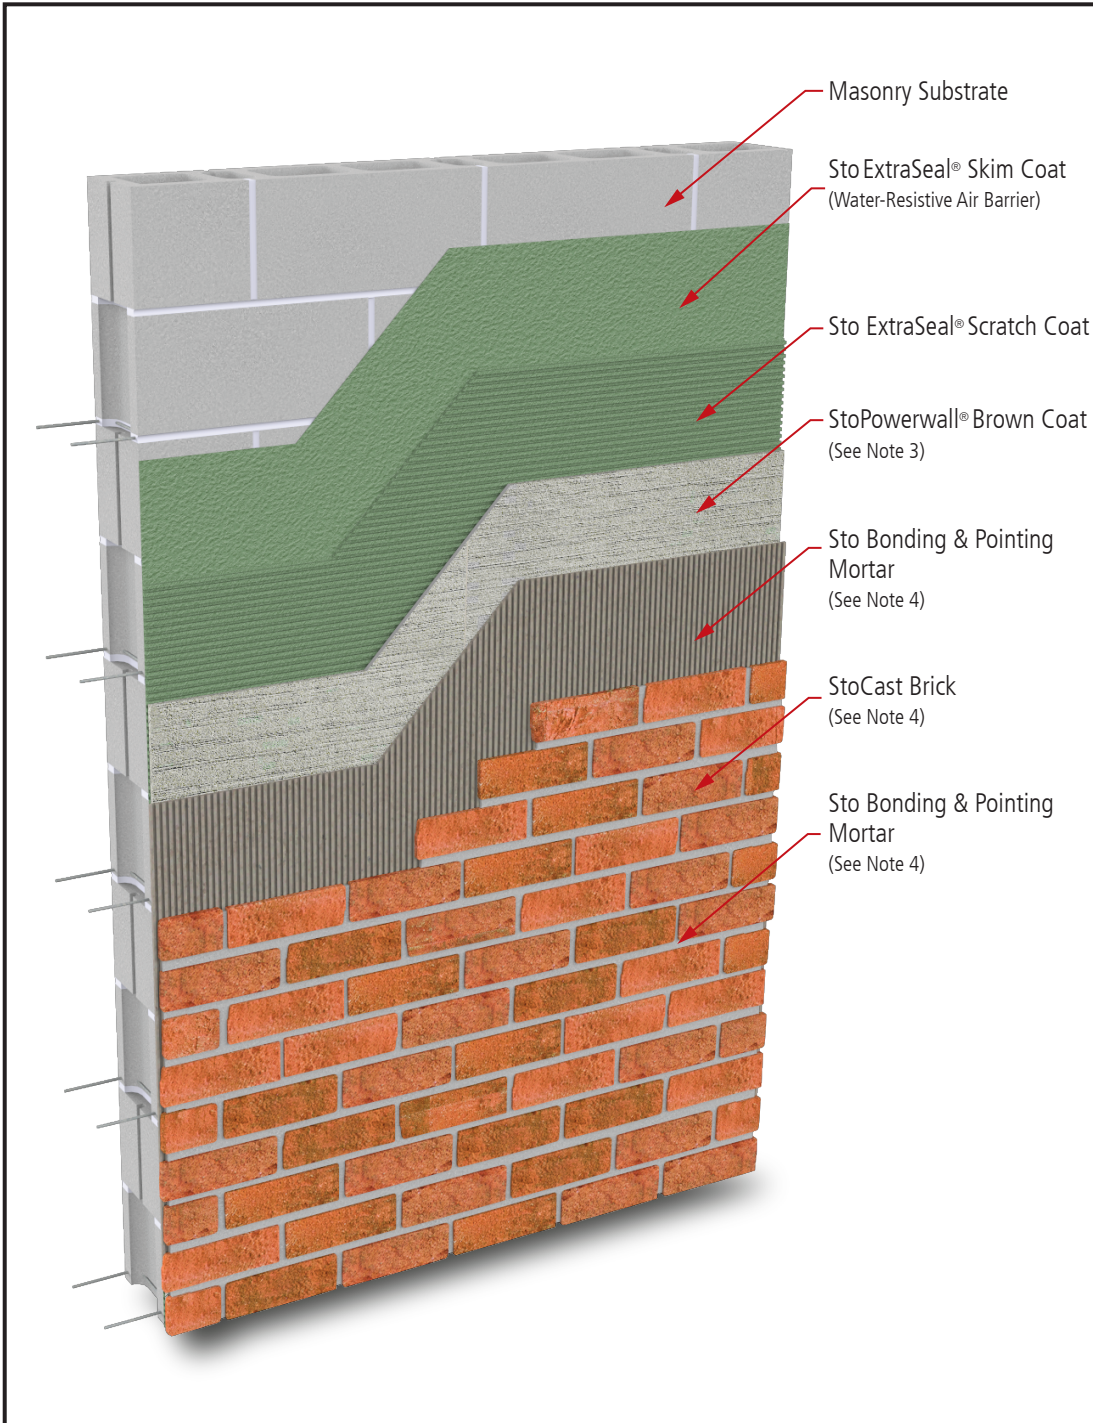 Masonry Substrate
Sto ExtraSeal® Skim Coat
(Water-Resistive Air Barrier)
Sto ExtraSeal® Scratch Coat
StoPowerwall® Brown Coat
(See Note 3)
Sto Bonding & Pointing
Mortar
(See Note 4)
StoCast Brick
(See Note 4)
Sto Bonding & Pointing
Mortar
(See Note 4)